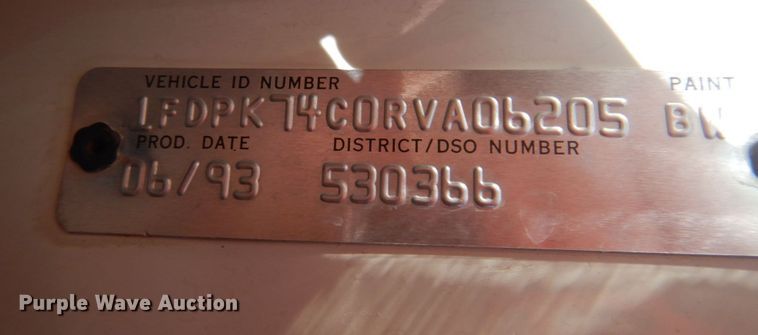 VEHICLE ID NUMBER PAINT
1FDPK74C0RVA06205 BW
PROD. DATE DISTRICT/DSO NUMBER
06/93 530366
Purple Wave Auction